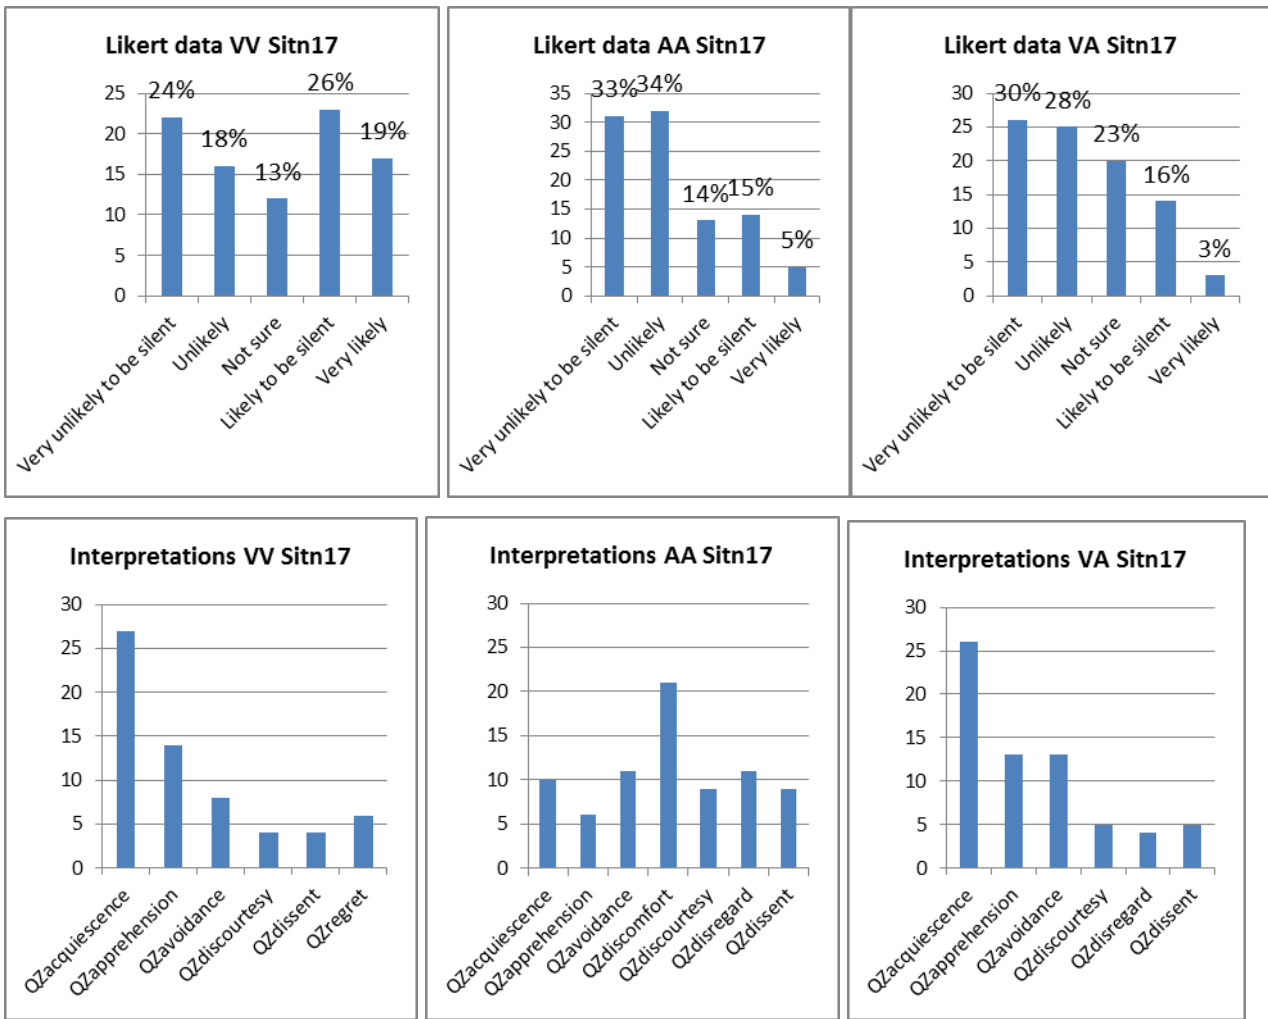 Likert data VV Sitn17
25
20
15
10
5
0
24%
18%
13%
26%
19%
Very unlikely to be silent
Unlikely
Not sure
Likely to be silent
Very likely
Likert data AA Sitn17
35
30
25
20
15
10
5
0
33%
34%
14%
15%
5%
Very unlikely to be silent
Unlikely
Not sure
Likely to be silent
Very likely
Likert data VA Sitn17
30
25
20
15
10
5
0
30%
28%
23%
16%
3%
Very unlikely to be silent
Unlikely
Not sure
Likely to be silent
Very likely
Interpretations VV Sitn17
30
25
20
15
10
5
0
QZacquiescence
QZapprehension
QZavoidance
QZdiscourtesy
QZdissent
QZregret
Interpretations AA Sitn17
30
25
20
15
10
5
0
QZacquiescence
QZapprehension
QZavoidance
QZdiscomfort
QZdiscourtesy
QZdisregard
QZdissent
Interpretations VA Sitn17
30
25
20
15
10
5
0
QZacquiescence
QZapprehension
QZavoidance
QZdiscourtesy
QZdisregard
QZdissent